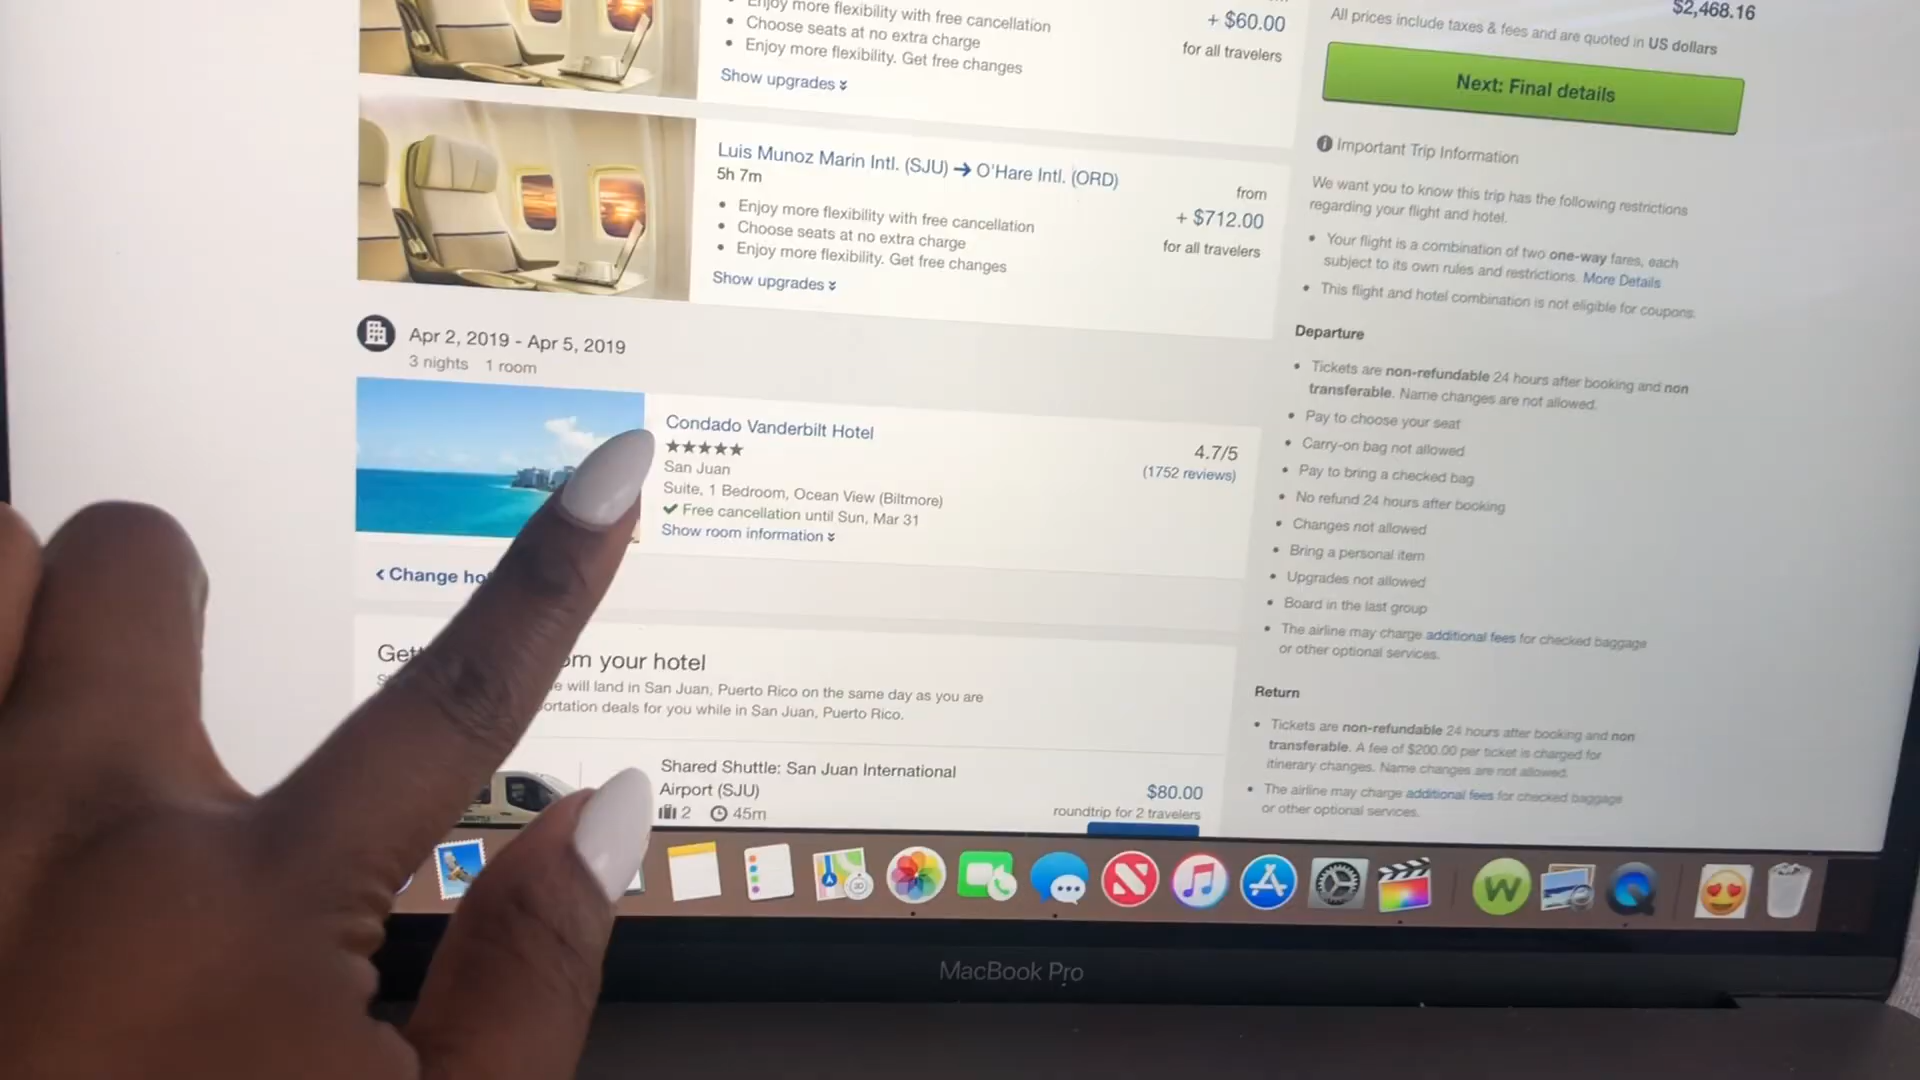 Enjoy more flexibility with free cancellation
Choose seats at no extra charge
Enjoy more flexibility. Get free changes
Show upgrades
+ $60.00
for all travelers
Luis Munoz Marin Intl. (SJU) → O'Hare Intl. (ORD)
5h 7m
Enjoy more flexibility with free cancellation
Choose seats at no extra charge
Enjoy more flexibility. Get free changes
Show upgrades
from
+ $712.00
for all travelers
Apr 2, 2019 - Apr 5, 2019
3 nights 1 room
Condado Vanderbilt Hotel
★★★★★
San Juan
Suite, 1 Bedroom, Ocean View (Biltmore)
✔ Free cancellation until Sun, Mar 31
Show room information
4.7/5
(1752 reviews)
< Change
your hotel
will land in San Juan, Puerto Rico on the same day as you are
deals for you while in San Juan, Puerto Rico.
Shared Shuttle: San Juan International
Airport (SJU)
2 45m
$80.00
roundtrip for 2 travelers
$2,468.16
All prices include taxes & fees and are quoted in US dollars
Next: Final details
Important Trip Information
We want you to know this trip has the following restrictions
regarding your flight and hotel.
Your flight is a combination of two one-way fares, each
subject to its own rules and restrictions. More Details
This flight and hotel combination is not eligible for coupons.
Departure
Tickets are non-refundable 24 hours after booking and non
transferable. Name changes are not allowed.
Pay to choose your seat
Carry-on bag not allowed
Pay to bring a checked bag
No refund 24 hours after booking
Changes not allowed
Bring a personal item
Upgrades not allowed
Board in the last group
The airline may charge additional fees for checked baggage
or other optional services.
Return
Tickets are non-refundable 24 hours after booking and non
transferable. A fee of $200.00 per ticket is charged for
itinerary changes. Name changes are not allowed.
The airline may charge additional fees for checked baggage
or other optional services.
MacBook Pro